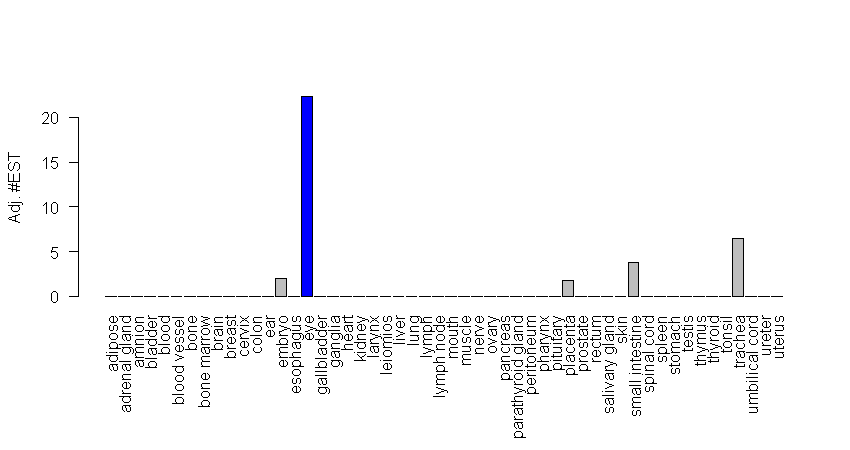 Adj. #EST
20
15
10
5
0
adipose
adrenal gland
amnion
bladder
blood
blood vessel
bone
bone marrow
brain
breast
cervix
colon
ear
embryo
esophagus
eye
gallbladder
ganglia
heart
kidney
larynx
leiomios
liver
lung
lymph
lymph node
mouth
muscle
nerve
ovary
pancreas
parathyroid gland
peritoneum
pharynx
pituitary
placenta
prostate
rectum
salivary gland
skin
small intestine
spinal cord
spleen
stomach
testis
thymus
thyroid
tonsil
trachea
umbilical cord
ureter
uterus